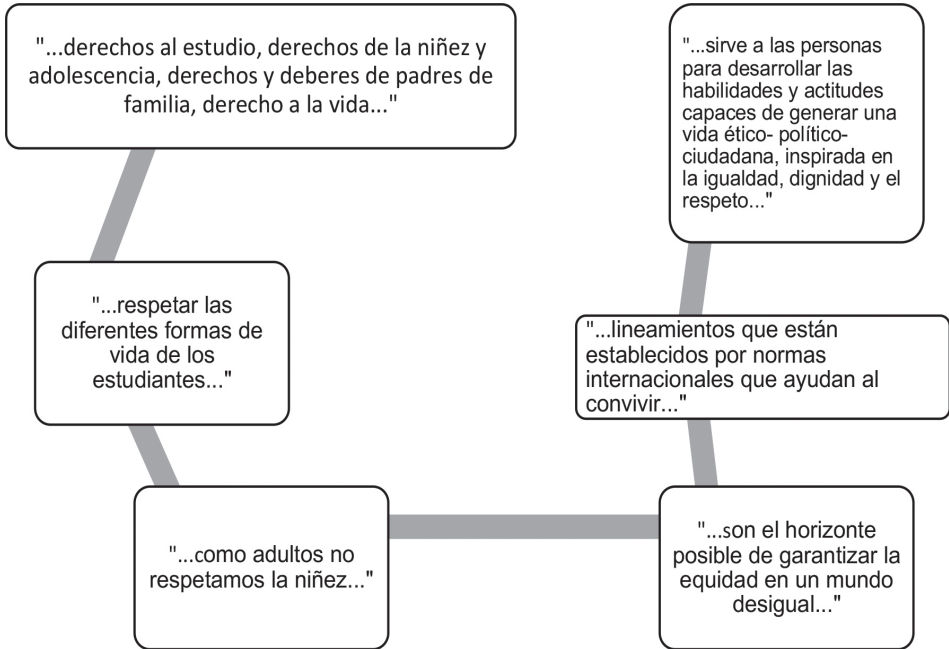 "...derechos al estudio, derechos de la niñez y
adolescencia, derechos y deberes de padres de
familia, derecho a la vida..."
"...sirve a las personas
para desarrollar las
habilidades y actitudes
capaces de generar una
vida ético- político-
ciudadana, inspirada en
la igualdad, dignidad y el
respeto..."
"...respetar las
diferentes formas de
vida de los
estudiantes..."
"...lineamientos que están
establecidos por normas
internacionales que ayudan al
convivir..."
"...como adultos no
respetamos la niñez..."
"...son el horizonte
posible de garantizar la
equidad en un mundo
desigual..."